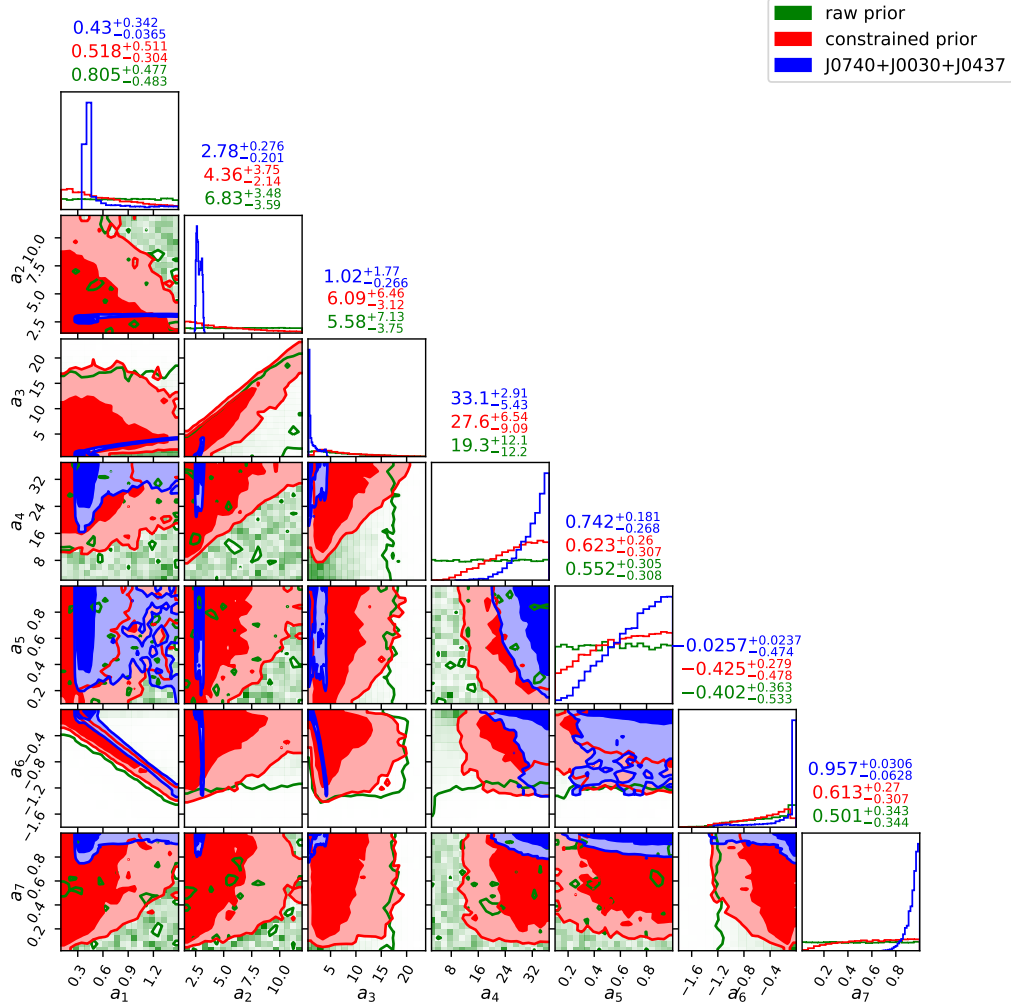 raw prior
constrained prior
J0740+J0030+J0437
0.43+0.342−0.0365
0.518+0.511−0.304
0.805+0.477−0.483
2.78+0.276−0.201
4.36+3.75−2.14
6.83+3.48−3.59
1.02+1.77−0.266
6.09+6.46−3.12
5.58+7.13−3.75
33.1+2.91−5.43
27.6+6.54−9.09
19.3+12.1−12.2
0.742+0.181−0.268
0.623+0.26−0.307
0.552+0.305−0.308
−0.0257+0.0237−0.474
−0.425+0.279−0.478
−0.402+0.363−0.533
0.957+0.0306−0.0628
0.613+0.27−0.307
0.501+0.343−0.344
a2
10.0
7.5
5.0
2.5
a3
20
15
10
5
a4
32
24
16
8
a5
0.8
0.6
0.4
0.2
a6
−0.4
−0.8
−1.2
−1.6
a7
0.8
0.6
0.4
0.2
0.3 0.6 0.9 1.2
2.5 5.0 7.5 10.0
5 10 15 20
8 16 24 32
0.2 0.4 0.6 0.8
−1.6 −1.2 −0.8 −0.4
0.2 0.4 0.6 0.8
a1 a2 a3 a4 a5 a6 a7